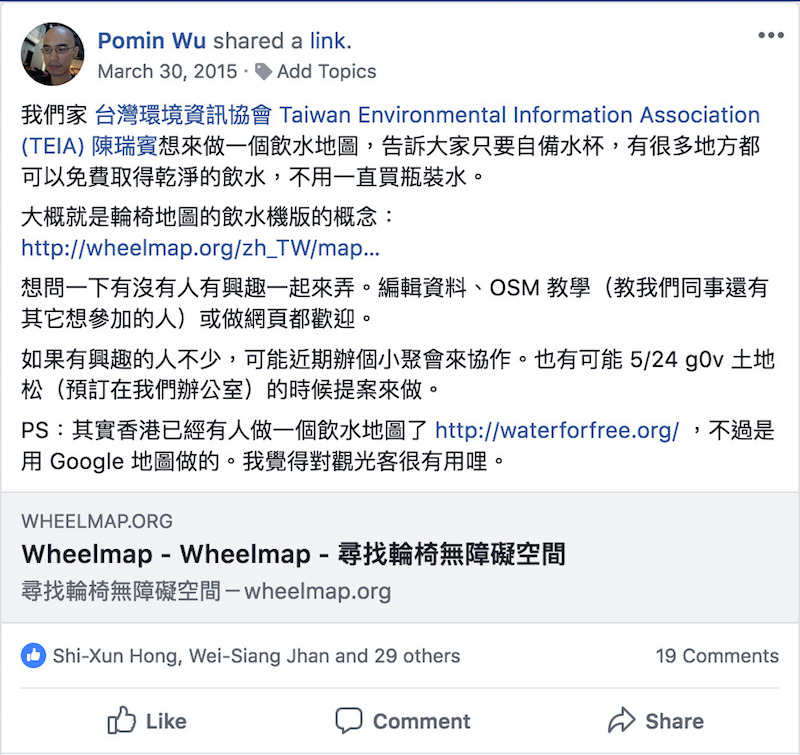 Pomin Wu shared a link.
March 30, 2015 · Add Topics
我們家 台灣環境資訊協會 Taiwan Environmental Information Association
(TEIA) 陳瑞賓想來做一個飲水地圖，告訴大家只要自備水杯，有很多地方都
可以免費取得乾淨的飲水，不用一直買瓶裝水。
大概就是輪椅地圖的飲水機版的概念：
http://wheelmap.org/zh_TW/map...
想問一下有沒有人有興趣一起來弄。編輯資料、OSM 教學（教我們同事還有
其它想參加的人）或做網頁都歡迎。
如果有興趣的人不少，可能近期辦個小聚會來協作。也有可能 5/24 g0v 土地
松（預訂在我們辦公室）的時候提案來做。
PS：其實香港已經有人做一個飲水地圖了 http://waterforfree.org/ ，不過是
用 Google 地圖做的。我覺得對觀光客很有用哩。
WHEELMAP.ORG
Wheelmap - Wheelmap - 尋找輪椅無障礙空間
尋找輪椅無障礙空間－wheelmap.org
Shi-Xun Hong, Wei-Siang Jhan and 29 others
19 Comments
Like
Comment
Share